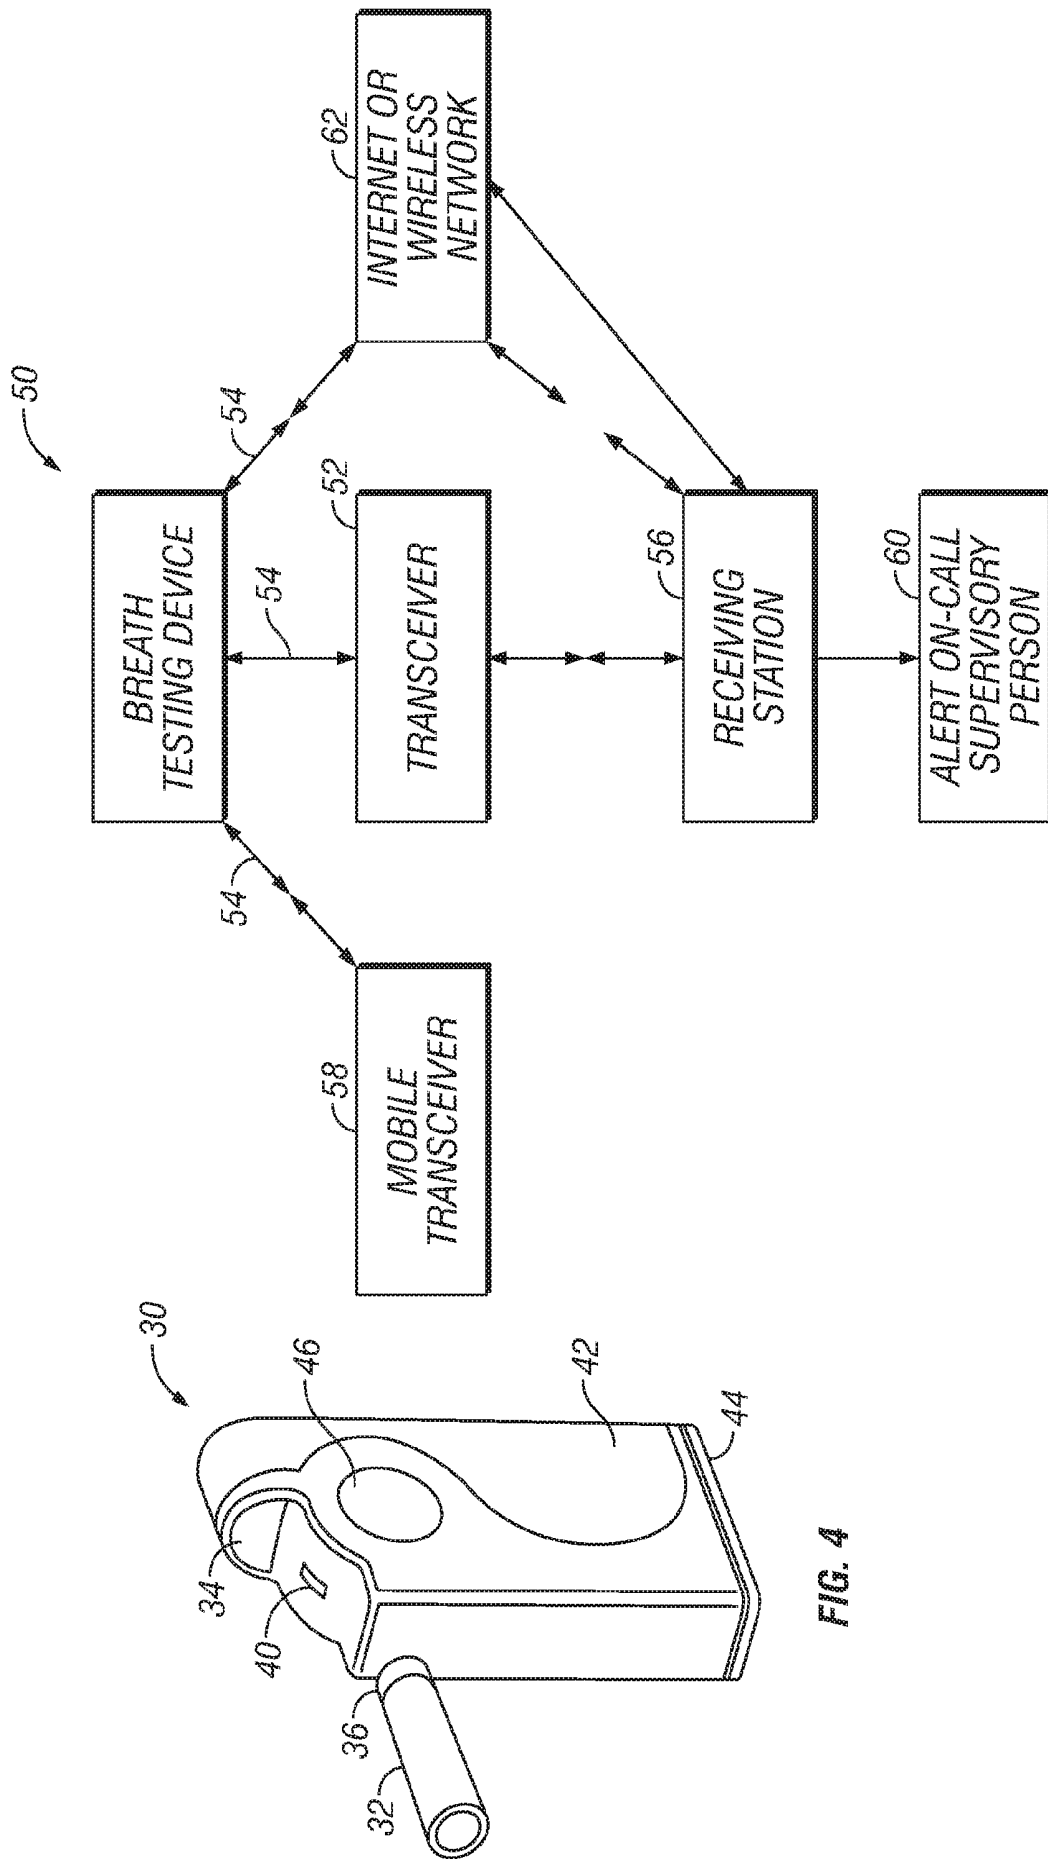 30
34
40
36
32
46
42
44
FIG. 4
50
BREATH
TESTING DEVICE
54
54
54
58
MOBILE
TRANSCEIVER
52
TRANSCEIVER
62
INTERNET OR
WIRELESS
NETWORK
56
RECEIVING
STATION
60
ALERT ON-CALL
SUPERVISORY
PERSON